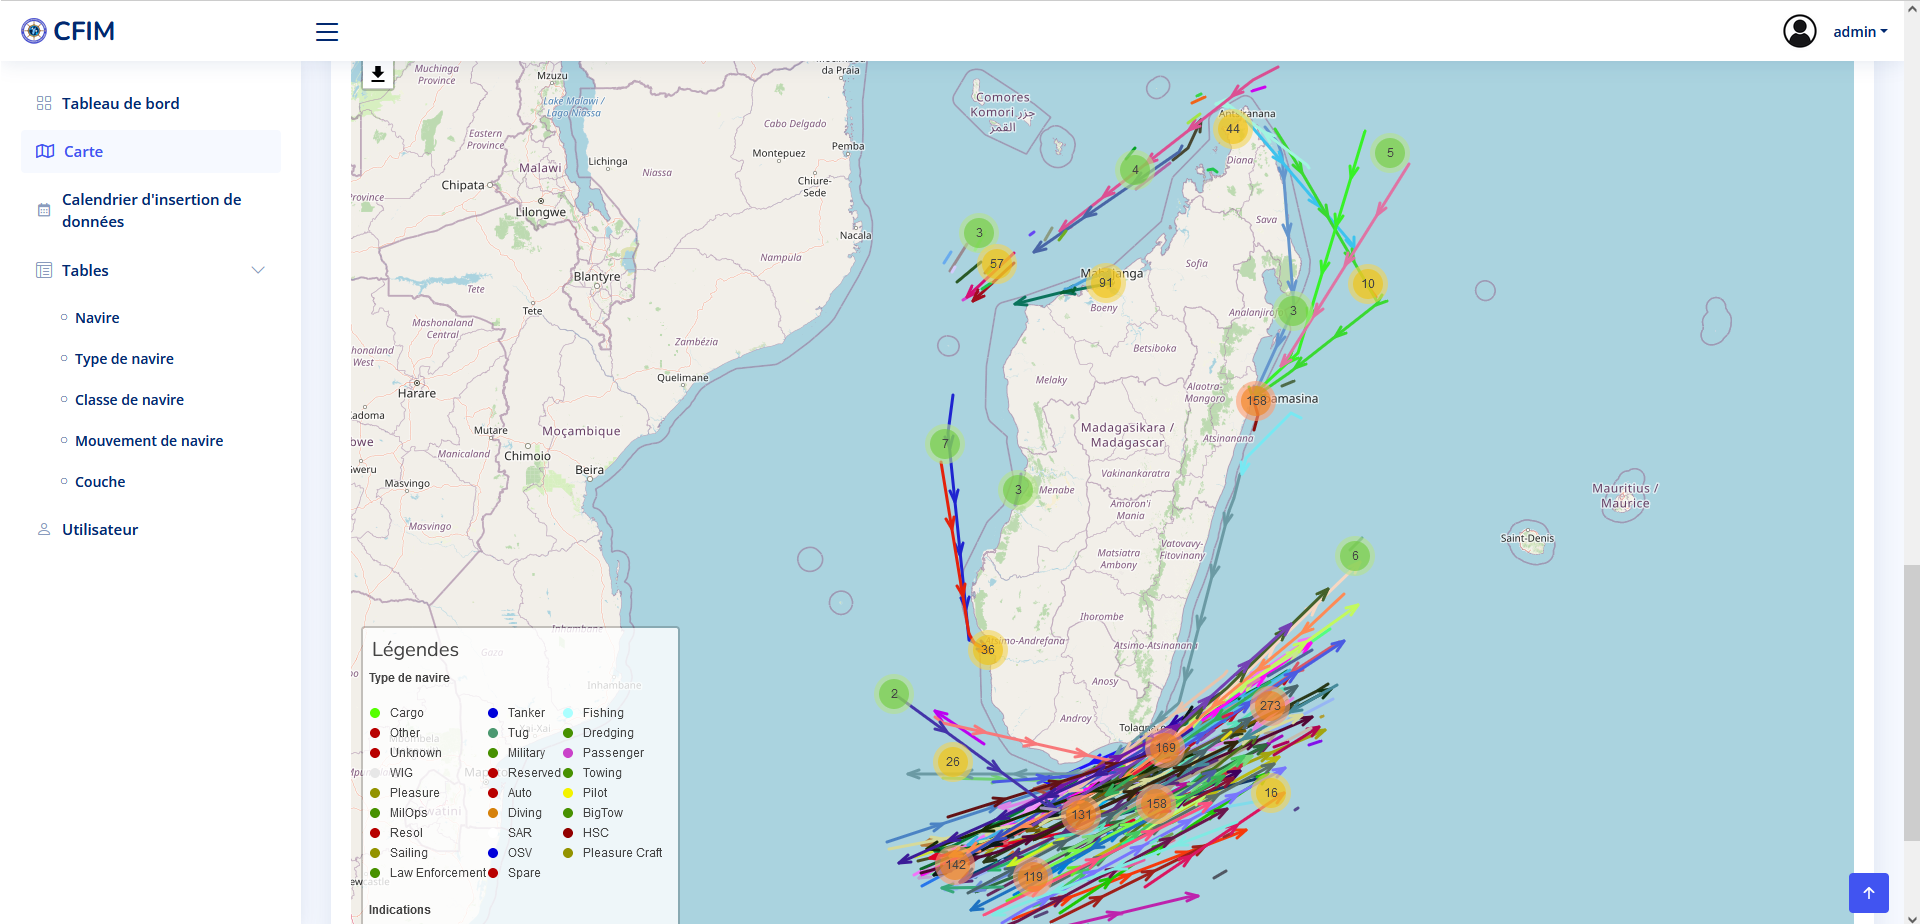 CFIM
admin
Tableau de bord
Carte
Calendrier d'insertion de
données
Tables
Navire
Type de navire
Classe de navire
Mouvement de navire
Couche
Utilisateur
Muchinga
Province
Mzuzu
da Praia
Lake Malawi /
Lago Niassa
Comores
Komori جزر
القمر
Cabo Delgado
Eastern
Province
Lichinga
Montepuez
Pemba
Malawi
Niassa
Chiure-
Sede
Chipata
Lilongwe
Nacala
Blantyre
Nampula
Tete
Tete
Mashonaland
Central
Zambézia
Quelimane
Harare
Mutare
Moçambique
Manicaland
Chimoio
Beira
Gweru
Masvingo
Masvingo
Inhambane
Gaza
Inhambane
44
Diana
4
5
3
57
Sava
Sofia
91
Boeny
10
Analanjiro
3
Betsiboka
Melaky
Alaotra-
Mangoro
158
amasina
Madagasikara /
Madagascar
Atsinanana
7
Vakinankaratra
3
Menabe
Amoron'i
Mania
Mauritius /
Maurice
Saint-Denis
Matsiatra
Ambony
Vatovavy-
Fitovinany
6
Ihorombe
36
Atsimo-Atsinanana
Anosy
2
Androy
273
169
26
16
158
131
142
119
Légendes
Type de navire
Cargo
Tanker
Fishing
Other
Tug
Dredging
Unknown
Military
Passenger
WIG
Reserved
Towing
Pleasure
Auto
Pilot
MilOps
Diving
BigTow
Resol
SAR
HSC
Sailing
OSV
Pleasure Craft
Law Enforcement
Spare
Indications